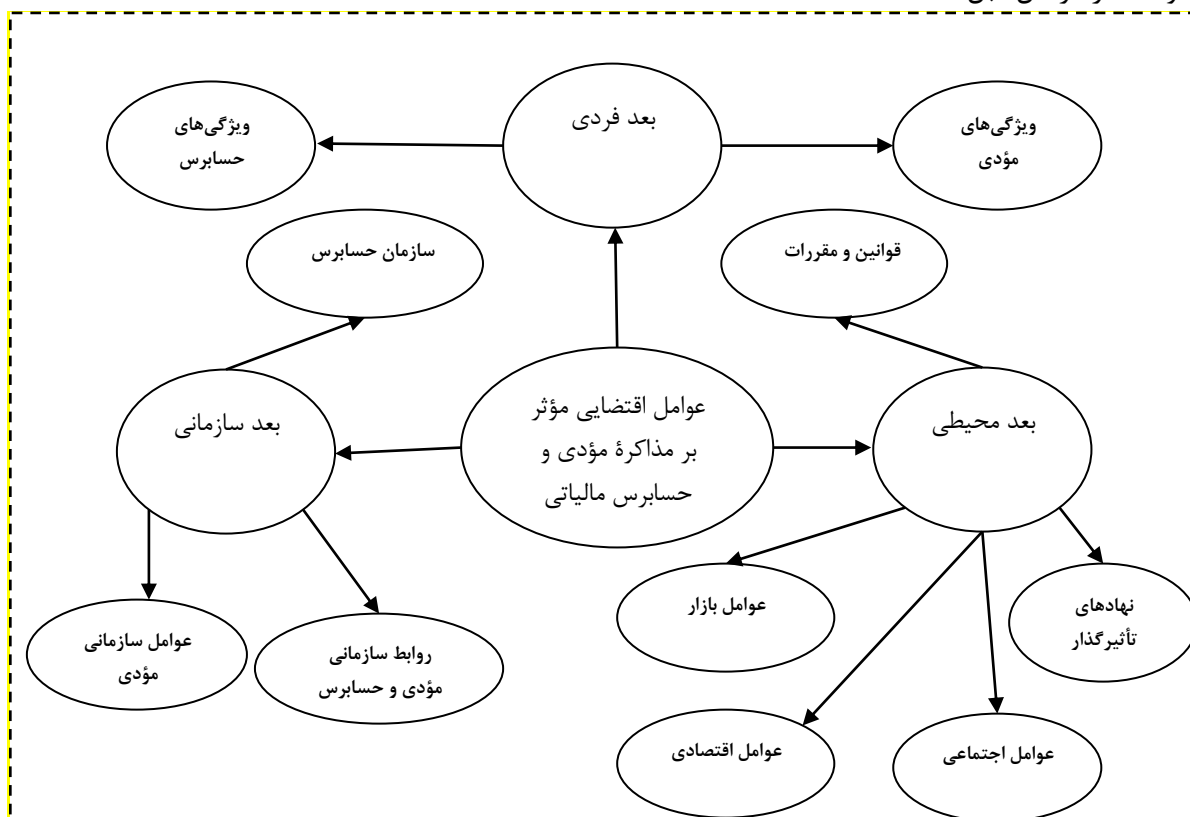 بعد فردی
ویژگی‌های
مؤدی
ویژگی‌های
حسابرس
قوانین و مقررات
سازمان حسابرس
عوامل اقتضایی مؤثر
بر مذاکرهٔ مؤدی و
حسابرس مالیاتی
بعد محیطی
بعد سازمانی
نهادهای
تأثیرگذار
عوامل بازار
روابط سازمانی
مؤدی و حسابرس
عوامل سازمانی
مؤدی
عوامل اجتماعی
عوامل اقتصادی